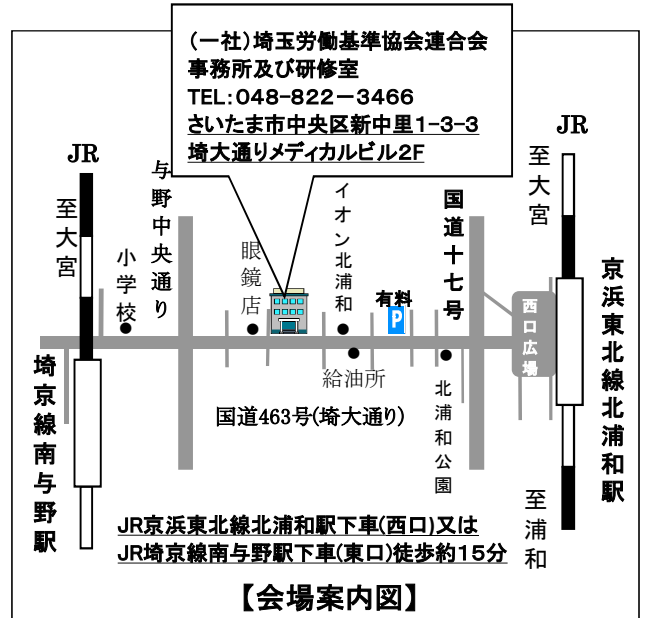 （一社）埼玉労働基準協会連合会
事務所及び研修室
TEL：048-822－3466
さいたま市中央区新中里1-3-3
埼大通りメディカルビル２F
JR
JR
至大宮
小学校
与野中央通り
眼鏡店
イオン北浦和
有料
P
国道十七号
至大宮
西口広場
京浜東北線北浦和駅
埼京線南与野駅
給油所
北浦和公園
国道463号(埼大通り)
至浦和
JR京浜東北線北浦和駅下車(西口)又は
JR埼京線南与野駅下車(東口)徒歩約１５分
【会場案内図】